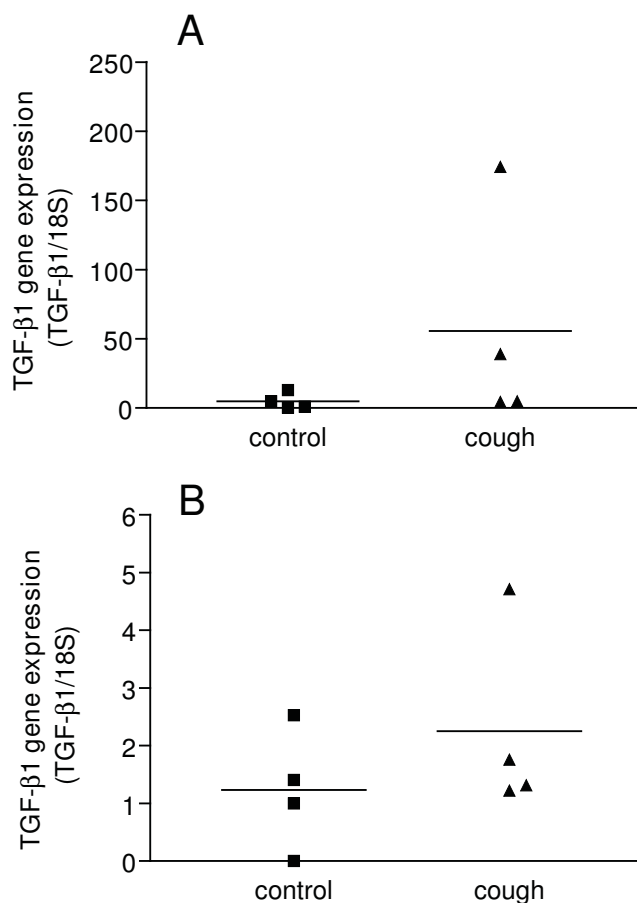 A
250
200
150
100
50
0
TGF-β1 gene expression
(TGF-β1/18S)
control cough
B
6
5
4
3
2
1
0
TGF-β1 gene expression
(TGF-β1/18S)
control cough